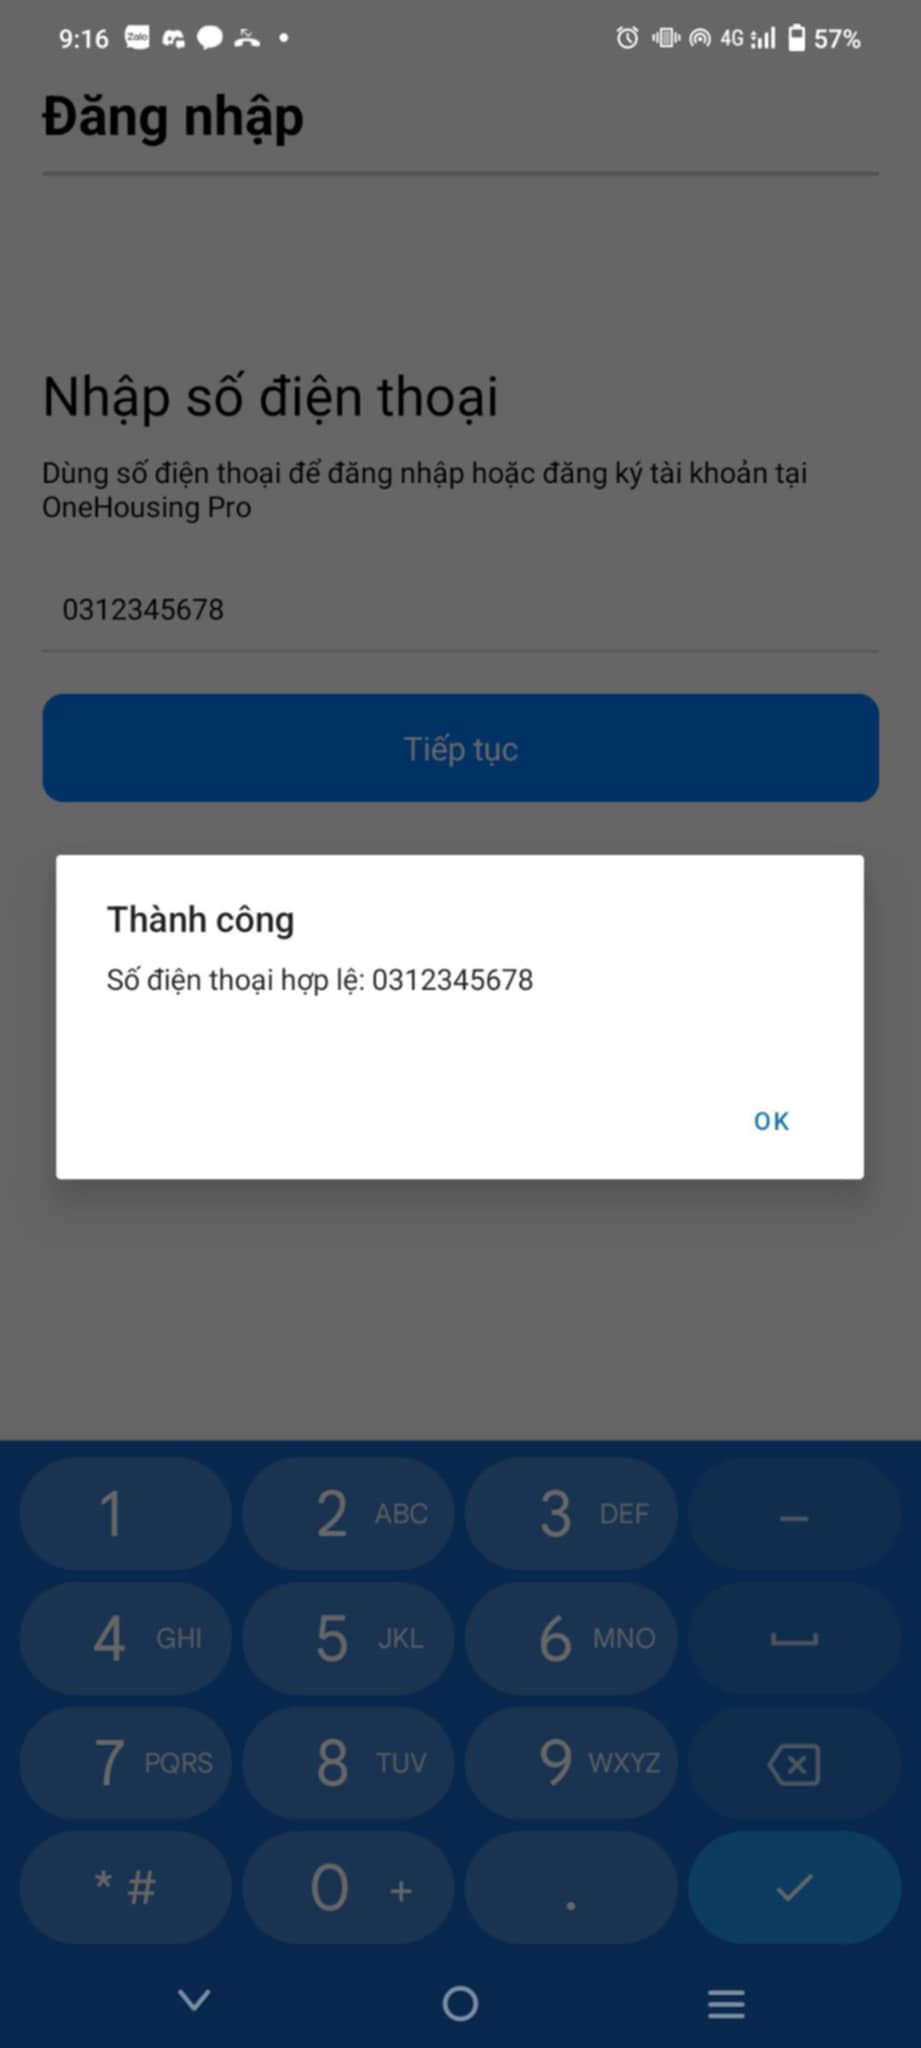 9:16 Zalo 4G 57%
Đăng nhập
Nhập số điện thoại
Dùng số điện thoại để đăng nhập hoặc đăng ký tài khoản tại
OneHousing Pro
0312345678
Tiếp tục
Thành công
Số điện thoại hợp lệ: 0312345678
OK
1 2 ABC 3 DEF –
4 GHI 5 JKL 6 MNO
7 PQRS 8 TUV 9 WXYZ
* # 0 + .